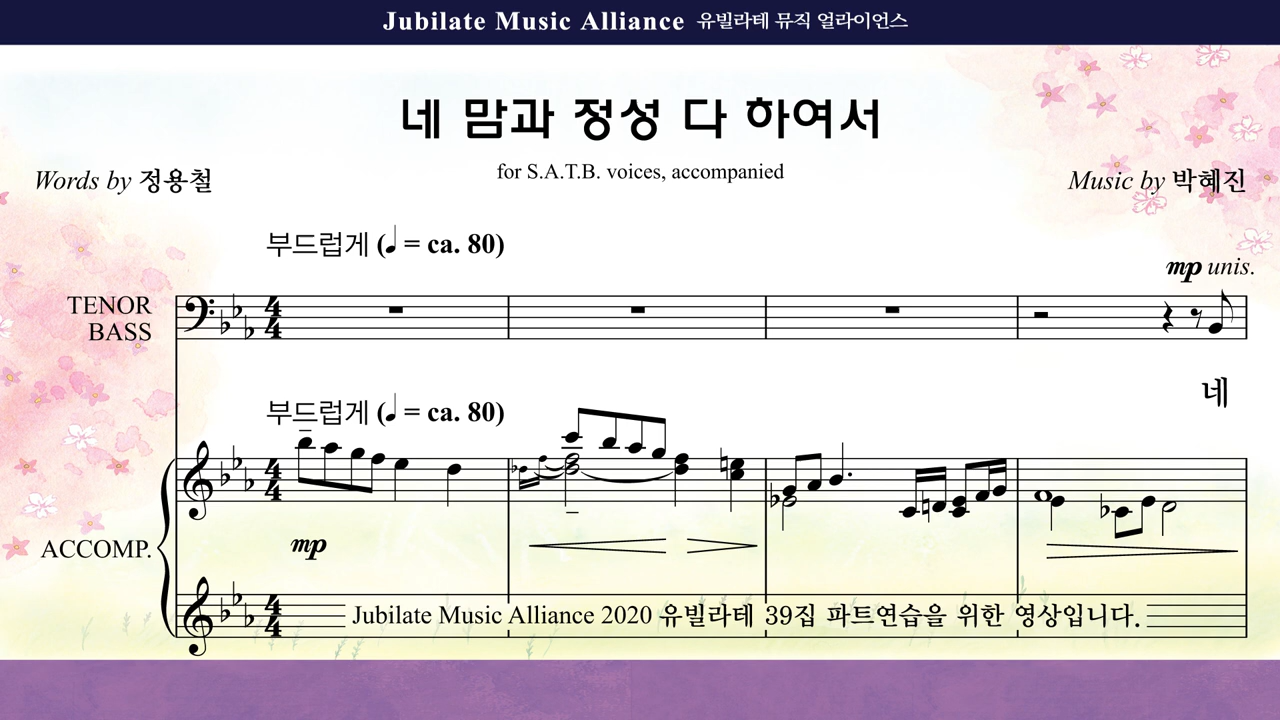 Jubilate Music Alliance 유빌라테 뮤직 얼라이언스
네 맘과 정성 다 하여서
for S.A.T.B. voices, accompanied
Words by 정용철
Music by 박혜진
부드럽게 (♩ = ca. 80)
mp unis.
TENOR
BASS
네
부드럽게 (♩ = ca. 80)
mp
ACCOMP.
Jubilate Music Alliance 2020 유빌라테 39집 파트연습을 위한 영상입니다.